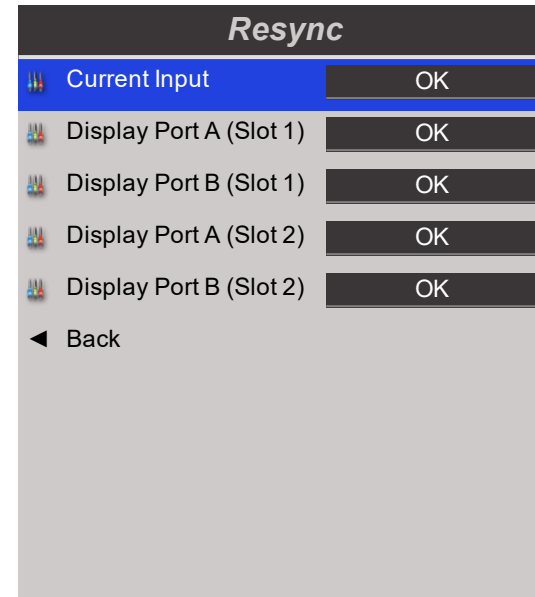 Resync
Current Input OK
Display Port A (Slot 1) OK
Display Port B (Slot 1) OK
Display Port A (Slot 2) OK
Display Port B (Slot 2) OK
◄ Back